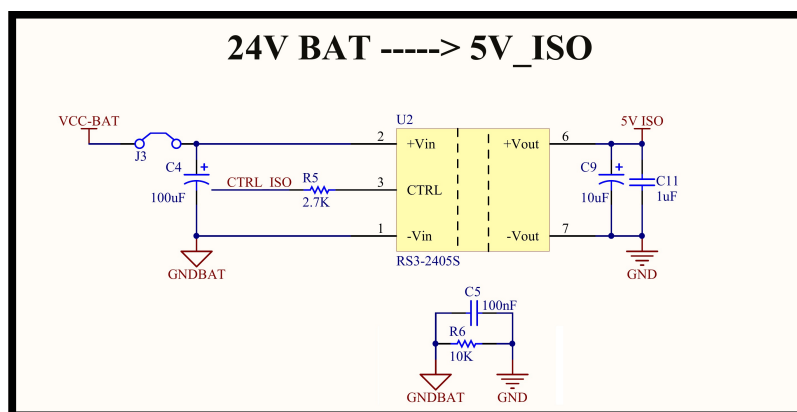 24V BAT -----> 5V_ISO
U2
VCC-BAT
J3
2
+Vin
+Vout
6
5V ISO
C4
100uF
CTRL_ISO
R5
2.7K
3
CTRL
C9
10uF
C11
1uF
1
-Vin
-Vout
7
RS3-2405S
GNDBAT
GND
C5
100nF
R6
10K
GNDBAT
GND